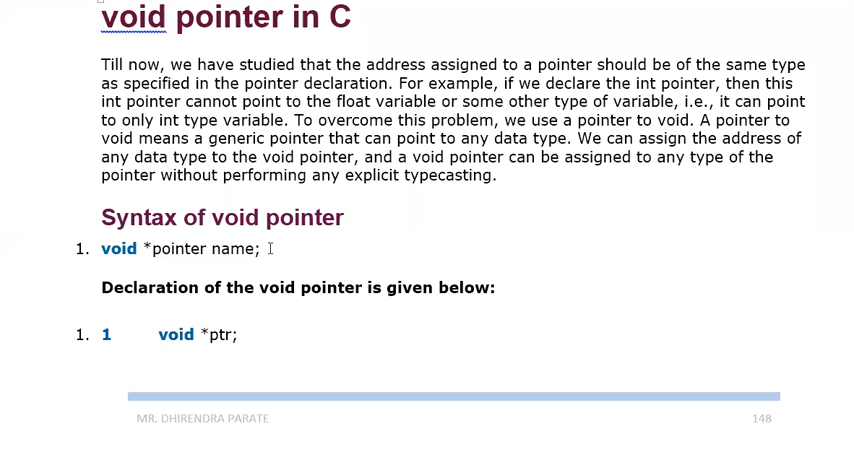 void pointer in C
Till now, we have studied that the address assigned to a pointer should be of the same type
as specified in the pointer declaration. For example, if we declare the int pointer, then this
int pointer cannot point to the float variable or some other type of variable, i.e., it can point
to only int type variable. To overcome this problem, we use a pointer to void. A pointer to
void means a generic pointer that can point to any data type. We can assign the address of
any data type to the void pointer, and a void pointer can be assigned to any type of the
pointer without performing any explicit typecasting.
Syntax of void pointer
1. void *pointer name;
Declaration of the void pointer is given below:
1. 1 void *ptr;
MR. DHIRENDRA PARATE 148